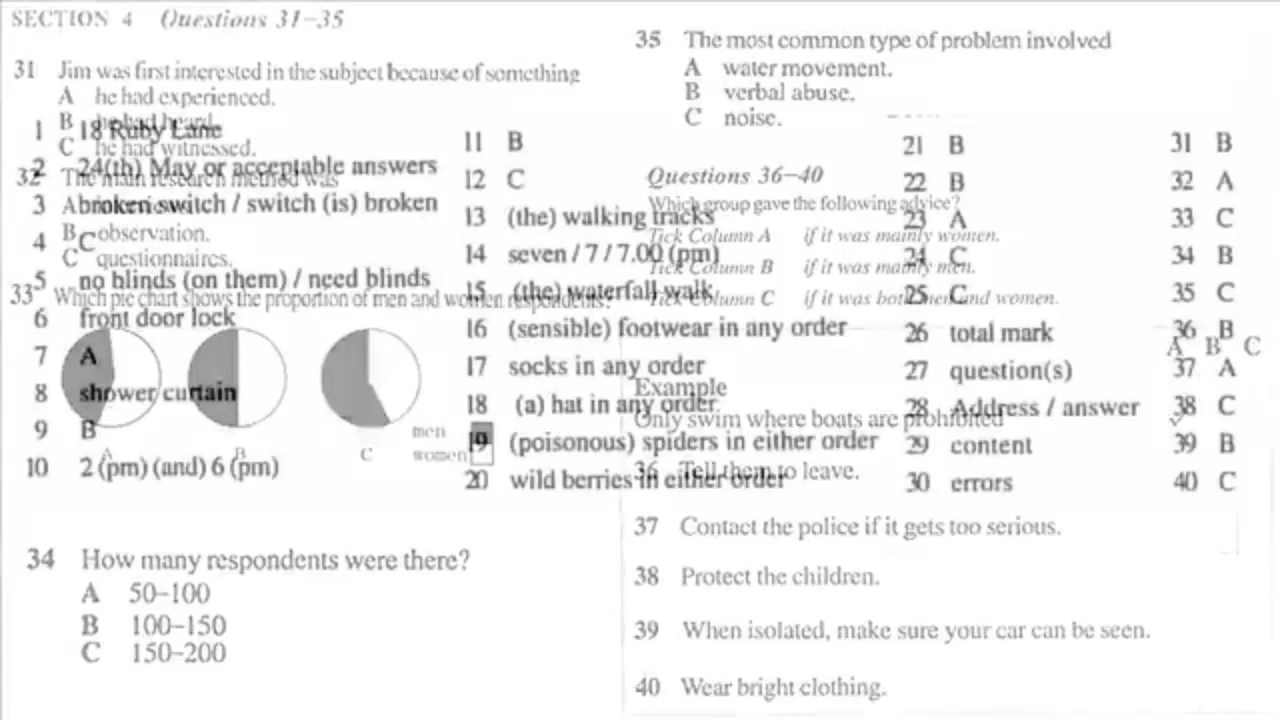 SECTION 4 Questions 31–35
31 Jim was first interested in the subject because of something
A he had experienced.
B he had heard.
C he had witnessed.
32 The main research method was
A
B observation.
C questionnaires.
33 Which pie chart shows the proportion of men and women respondents?
A B C
men
women
34 How many respondents were there?
A 50–100
B 100–150
C 150–200
35 The most common type of problem involved
A water movement.
B verbal abuse.
C noise.
Questions 36–40
Which group gave the following advice?
Tick Column A if it was mainly women.
Tick Column B if it was mainly men.
Tick Column C if it was both men and women.
A B C
Example
Only swim where boats are prohibited ✓
36 Tell them to leave.
37 Contact the police if it gets too serious.
38 Protect the children.
39 When isolated, make sure your car can be seen.
40 Wear bright clothing.
1 18 Ruby Lane
2 24(th) May or acceptable answers
3 broken switch / switch (is) broken
4 C
5 no blinds (on them) / need blinds
6 front door lock
7 A
8 shower curtain
9 B
10 2 (pm) (and) 6 (pm)
11 B
12 C
13 (the) walking tracks
14 seven / 7 / 7.00 (pm)
15 (the) waterfall walk
16 (sensible) footwear in any order
17 socks in any order
18 (a) hat in any order
19 (poisonous) spiders in either order
20 wild berries in either order
21 B
22 B
23 A
24 C
25 C
26 total mark
27 question(s)
28 Address / answer
29 content
30 errors
31 B
32 A
33 C
34 B
35 C
36 B
37 A
38 C
39 B
40 C